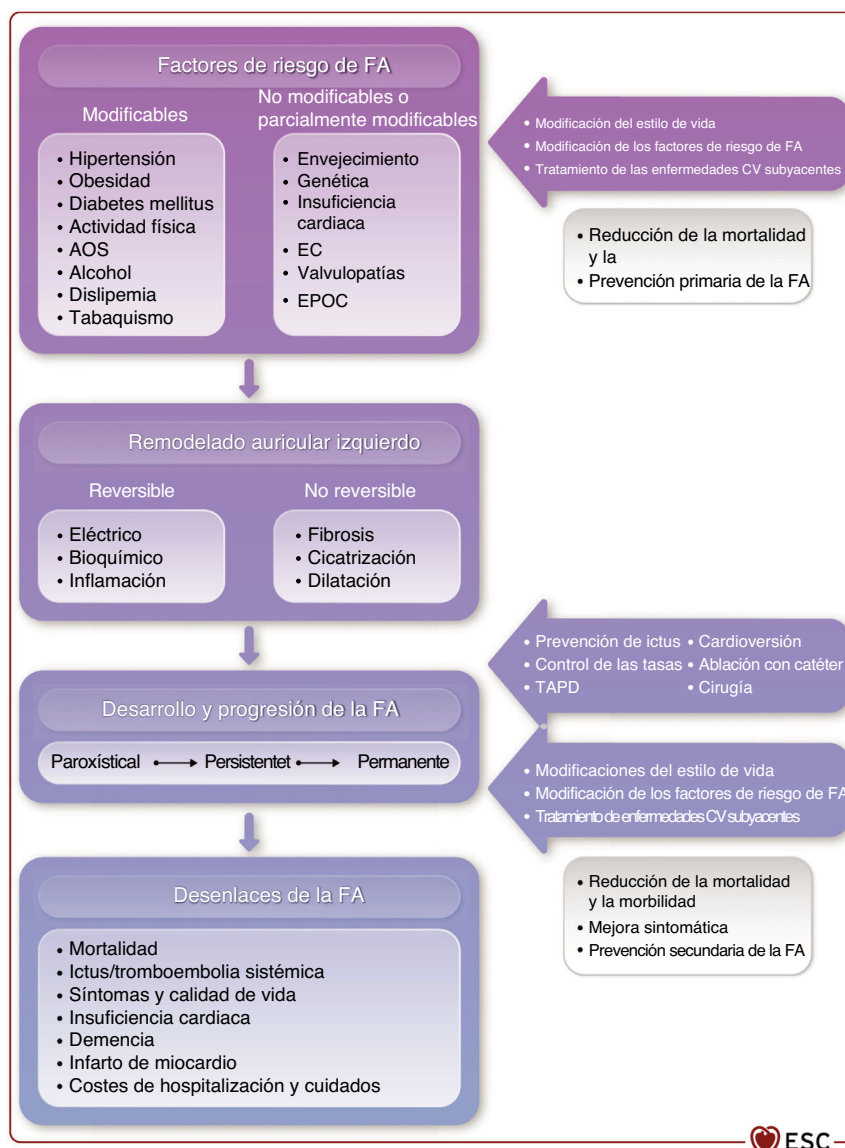 Factores de riesgo de FA
Modificables
• Hipertensión
• Obesidad
• Diabetes mellitus
• Actividad física
• AOS
• Alcohol
• Dislipemia
• Tabaquismo
No modificables o
parcialmente modificables
• Envejecimiento
• Genética
• Insuficiencia
cardiaca
• EC
• Valvulopatías
• EPOC
• Modificación del estilo de vida
• Modificación de los factores de riesgo de FA
• Tratamiento de las enfermedades CV subyacentes
• Reducción de la mortalidad
y la
• Prevención primaria de la FA
Remodelado auricular izquierdo
Reversible
• Eléctrico
• Bioquímico
• Inflamación
No reversible
• Fibrosis
• Cicatrización
• Dilatación
• Prevención de ictus
• Control de las tasas
• TAPD
• Cardioversión
• Ablación con catéter
• Cirugía
Desarrollo y progresión de la FA
Paroxístical Persistentet Permanente
• Modificaciones del estilo de vida
• Modificación de los factores de riesgo de FA
• Tratamiento de enfermedades CV subyacentes
• Reducción de la mortalidad
y la morbilidad
• Mejora sintomática
• Prevención secundaria de la FA
Desenlaces de la FA
• Mortalidad
• Ictus/tromboembolia sistémica
• Síntomas y calidad de vida
• Insuficiencia cardiaca
• Demencia
• Infarto de miocardio
• Costes de hospitalización y cuidados
ESC